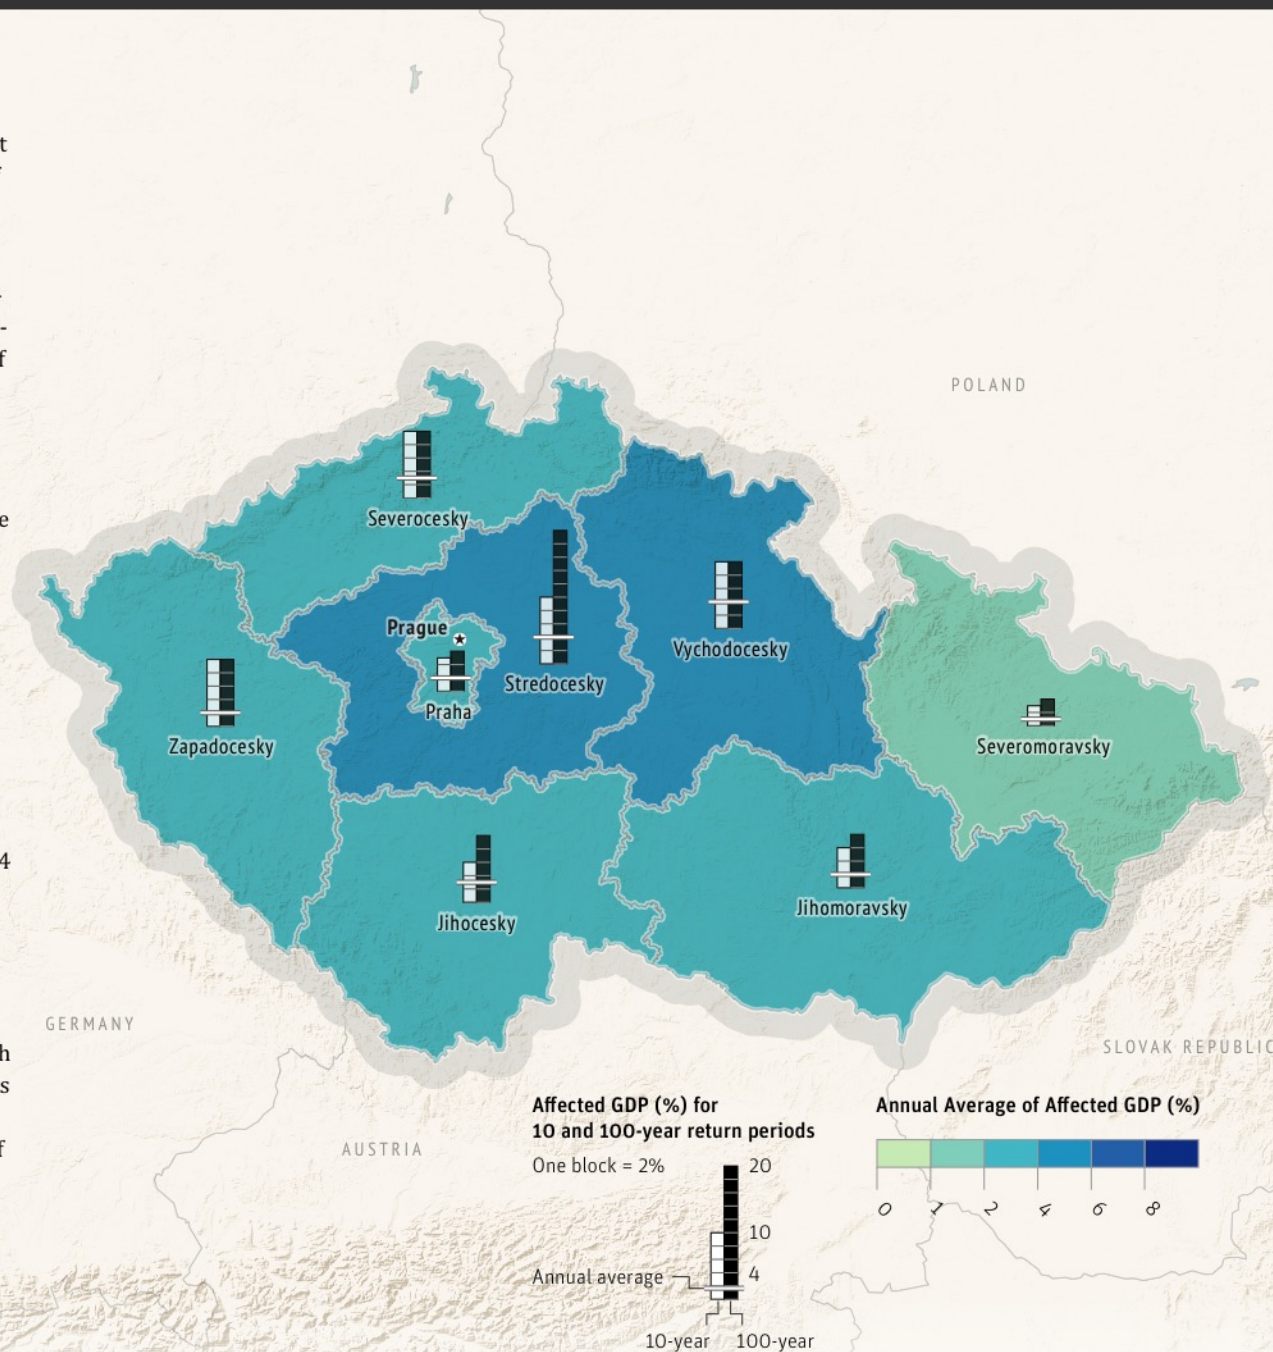 t
-
f
e
4
h
s
f
POLAND
Severocesky
Prague
Vychodocesky
Stredocesky
Praha
Zapadocesky
Severomoravsky
Jihomoravsky
Jihocesky
GERMANY
SLOVAK REPUBLIC
AUSTRIA
Affected GDP (%) for
10 and 100-year return periods
One block = 2%
20
10
4
Annual average
10-year 100-year
Annual Average of Affected GDP (%)
0 1 2 4 6 8